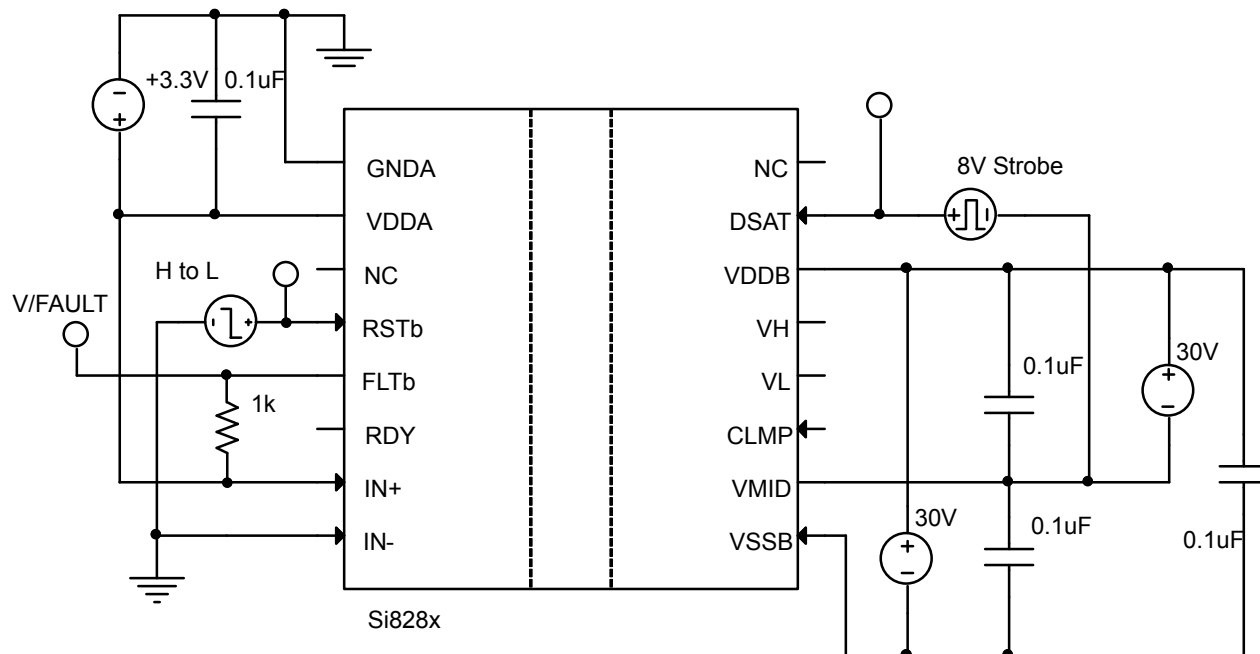 +3.3V
0.1uF
GNDA
VDDA
NC
H to L
RSTb
V/FAULT
FLTb
1k
RDY
IN+
IN-
Si828x
NC
8V Strobe
DSAT
VDDB
VH
VL
CLMP
VMID
VSSB
0.1uF
30V
30V
0.1uF
0.1uF